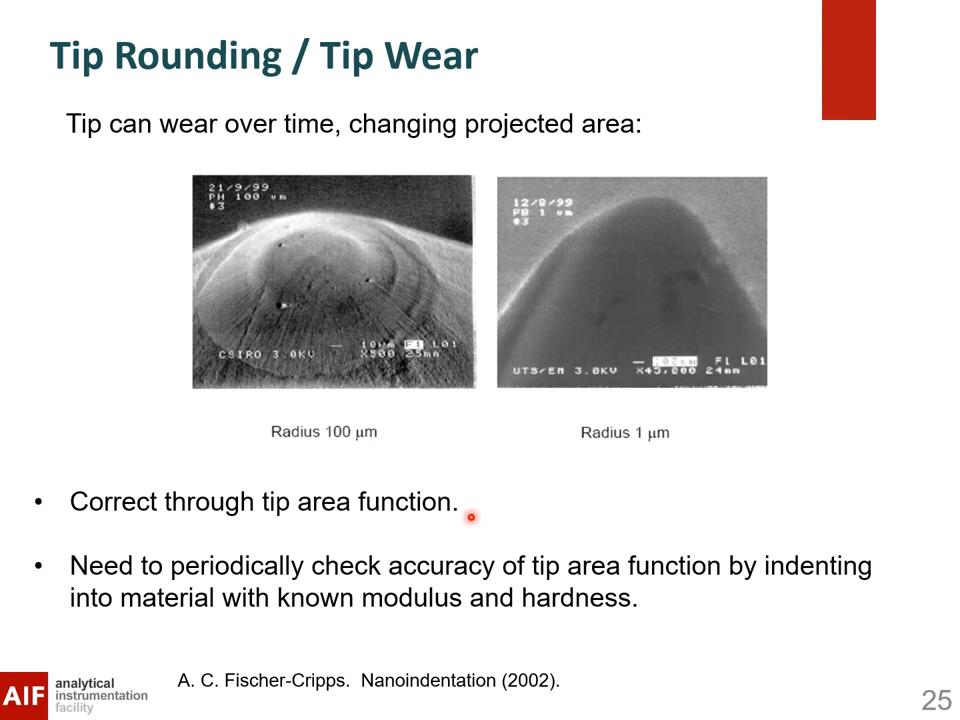 Tip Rounding / Tip Wear
Tip can wear over time, changing projected area:
21/9/99
PH 100 um
#3
CSIRO 3.0KV
10µm F1 L01
X500 25mm
12/8/99
PB 1 um
#3
F1 L01
UTS/EM 3.0KV X45,000 24mm
Radius 100 μm
Radius 1 μm
• Correct through tip area function.
• Need to periodically check accuracy of tip area function by indenting
into material with known modulus and hardness.
AIF analytical
instrumentation
facility
A. C. Fischer-Cripps. Nanoindentation (2002).
25